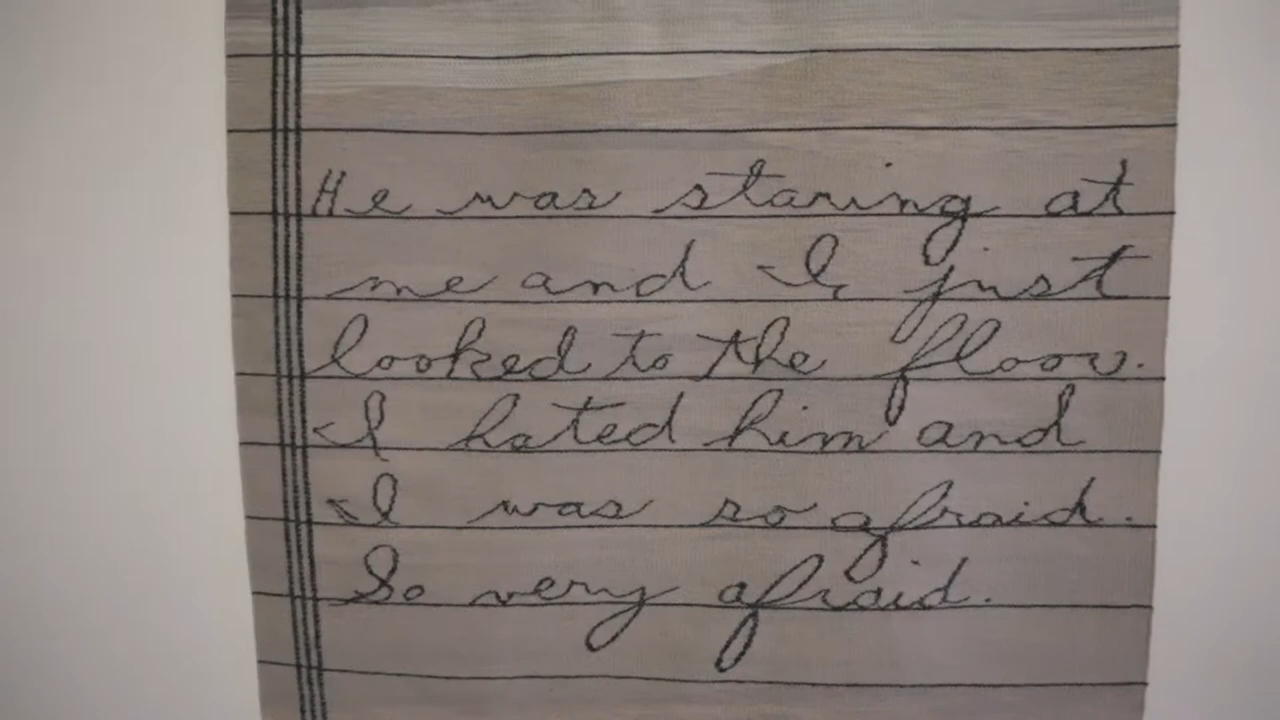 He was staring at
me and I just
looked to the floor.
I hated him and
I was so afraid.
So very afraid.